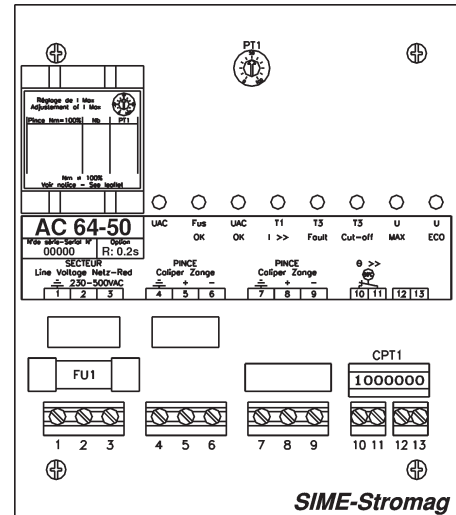 PT1
Réglage de I Max
Adjustement of I Max
Pince Nm=100% Nb PT1
Nm = 100%
Voir notice - See leaflet
AC 64-50
N°de série-Serial N° Option
00000 R: 0.2s
UAC Fus UAC T1 T3 T3 U U
OK OK I >> Fault Cut-off MAX ECO
SECTEUR PINCE PINCE Θ >>
Line Voltage Netz-Red Caliper Zange Caliper Zange
230-500VAC + - + -
1 2 3 4 5 6 7 8 9 10 11 12 13
FU1
CPT1
1000000
1 2 3 4 5 6 7 8 9 10 11 12 13
SIME-Stromag